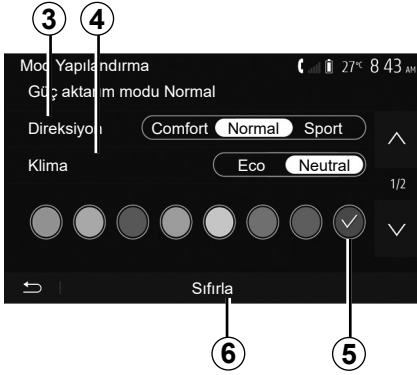 3 4
Mod Yapılandırma 27°C 8 43 AM
Güç aktarım modu Normal
Direksiyon Comfort Normal Sport
Klima Eco Neutral
1/2
Sıfırla
6 5